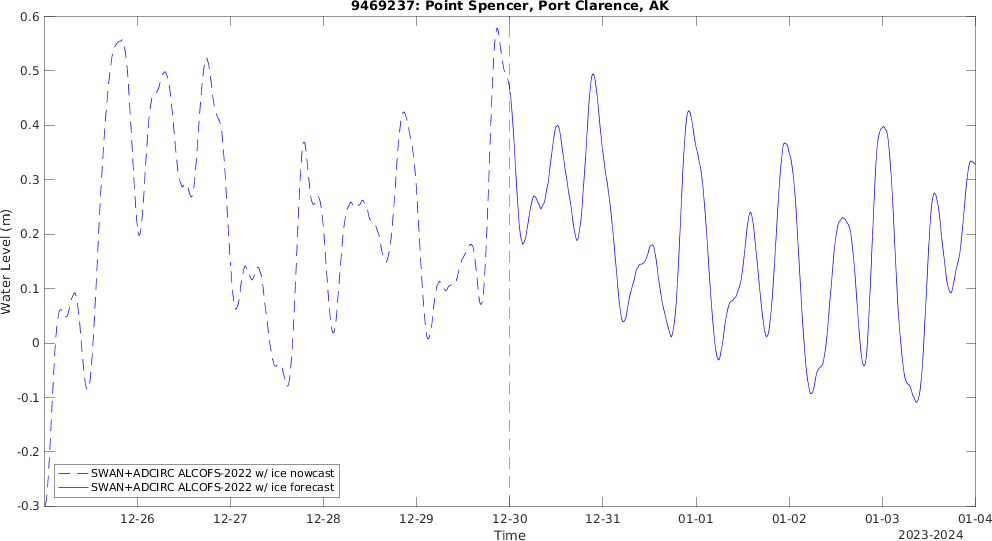 9469237: Point Spencer, Port Clarence, AK
0.6
0.5
0.4
0.3
0.2
0.1
0
-0.1
-0.2
-0.3
Water Level (m)
SWAN+ADCIRC ALCOFS-2022 w/ ice nowcast
SWAN+ADCIRC ALCOFS-2022 w/ ice forecast
12-26 12-27 12-28 12-29 12-30 12-31 01-01 01-02 01-03 01-04
Time
2023-2024